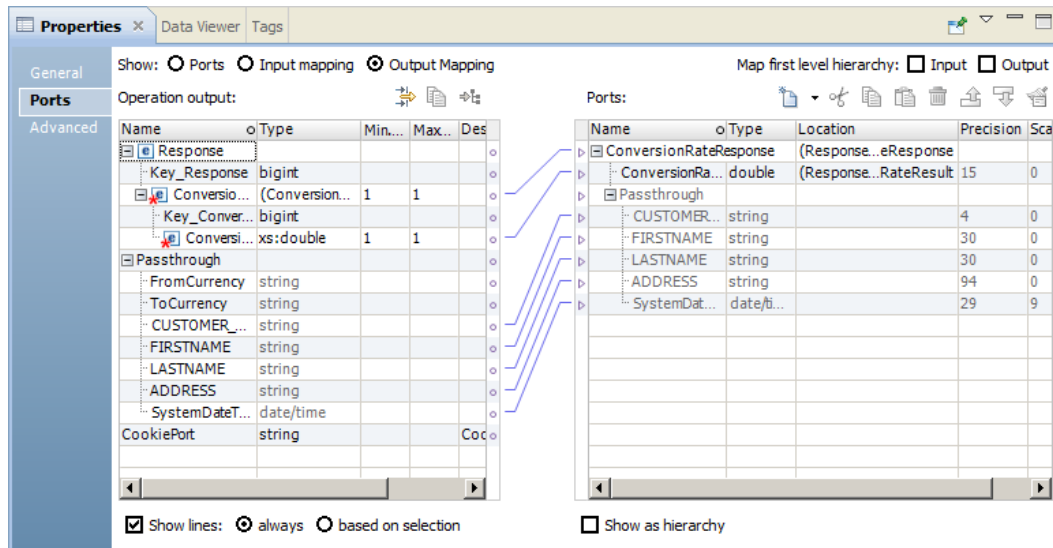 Properties Data Viewer Tags
General
Ports
Advanced
Show: Ports Input mapping Output Mapping
Map first level hierarchy: Input Output
Operation output:
Ports:
Name Type Min... Max... Des
Response
Key_Response bigint
Conversio... (Conversion... 1 1
Key_Conver... bigint
Conversi... xs:double 1 1
Passthrough
FromCurrency string
ToCurrency string
CUSTOMER_... string
FIRSTNAME string
LASTNAME string
ADDRESS string
SystemDateT... date/time
CookiePort string Coo
Name Type Location Precision Sca
ConversionRateResponse (Response...eResponse
ConversionRa... double (Response...RateResult 15 0
Passthrough
CUSTOMER... string 4 0
FIRSTNAME string 30 0
LASTNAME string 30 0
ADDRESS string 94 0
SystemDat... date/ti... 29 9
Show lines: always based on selection
Show as hierarchy